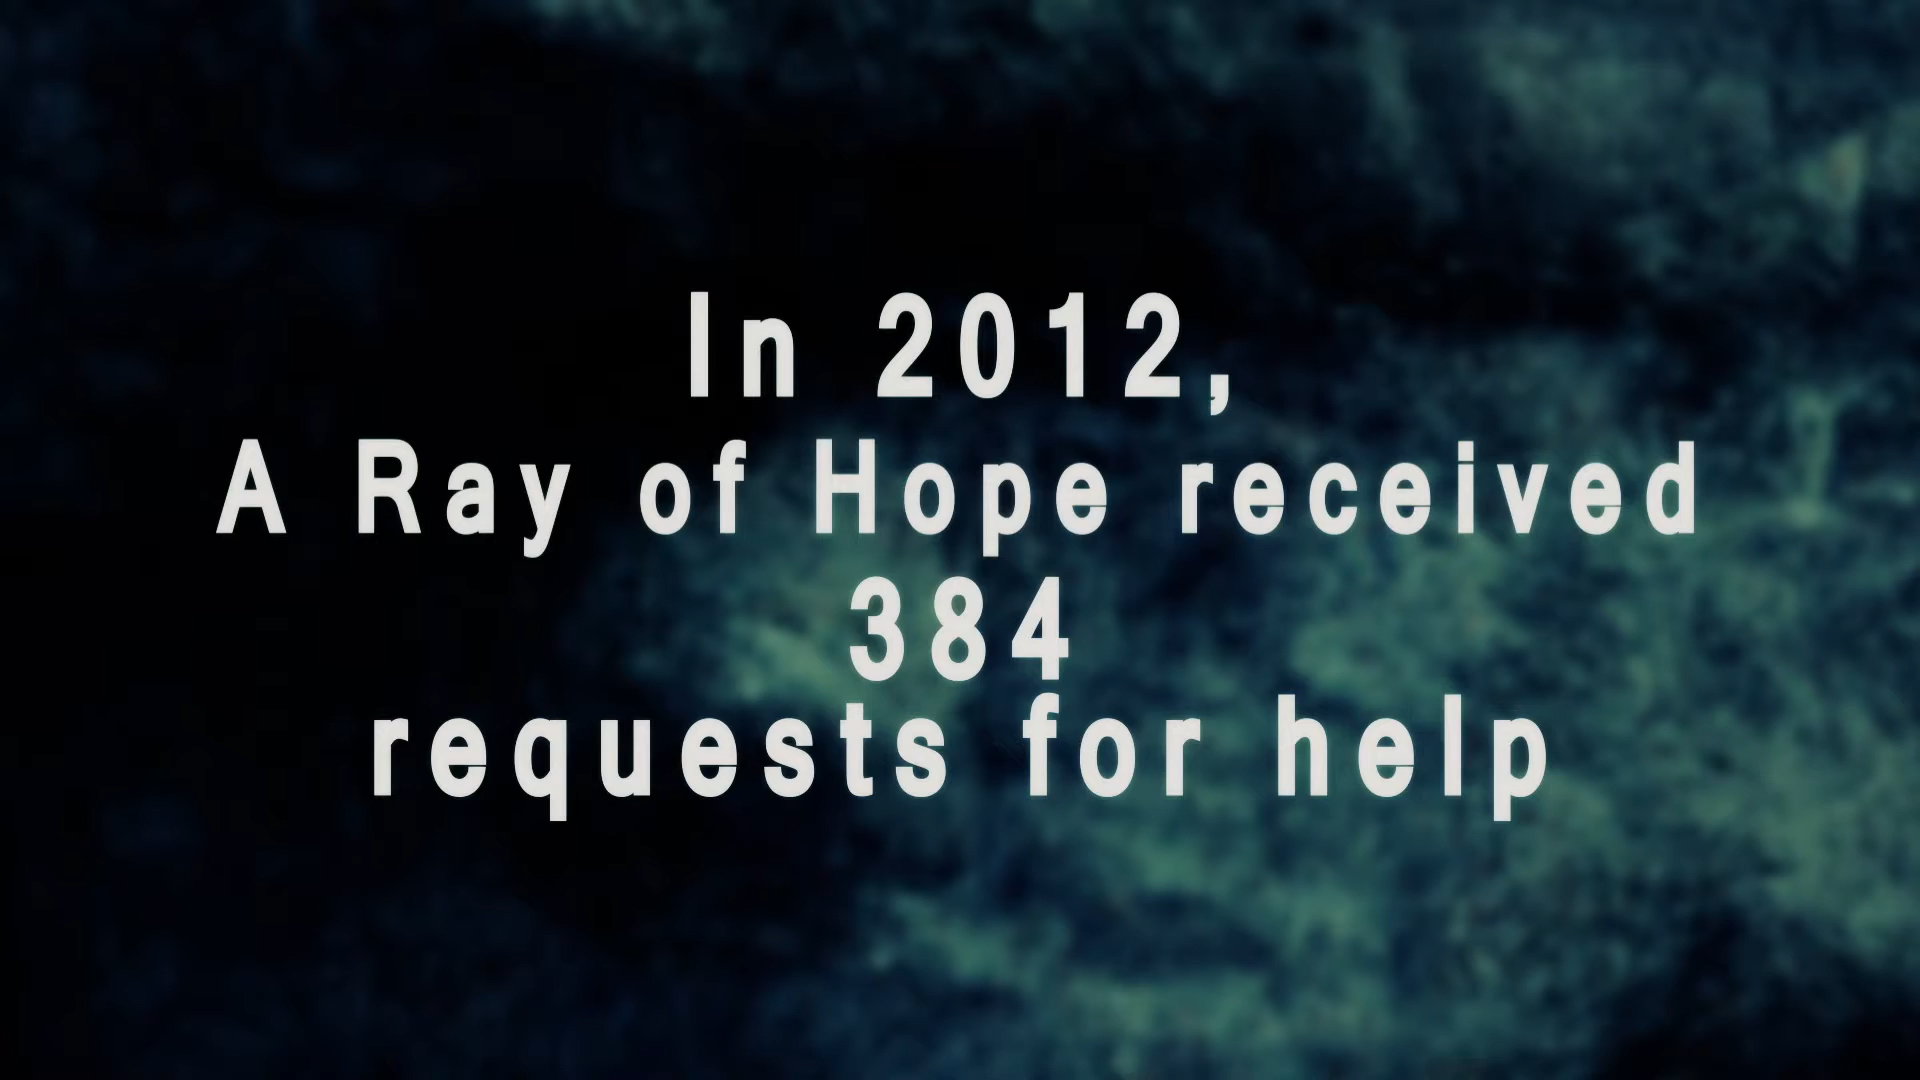 In 2012,
A Ray of Hope received
384
requests for help